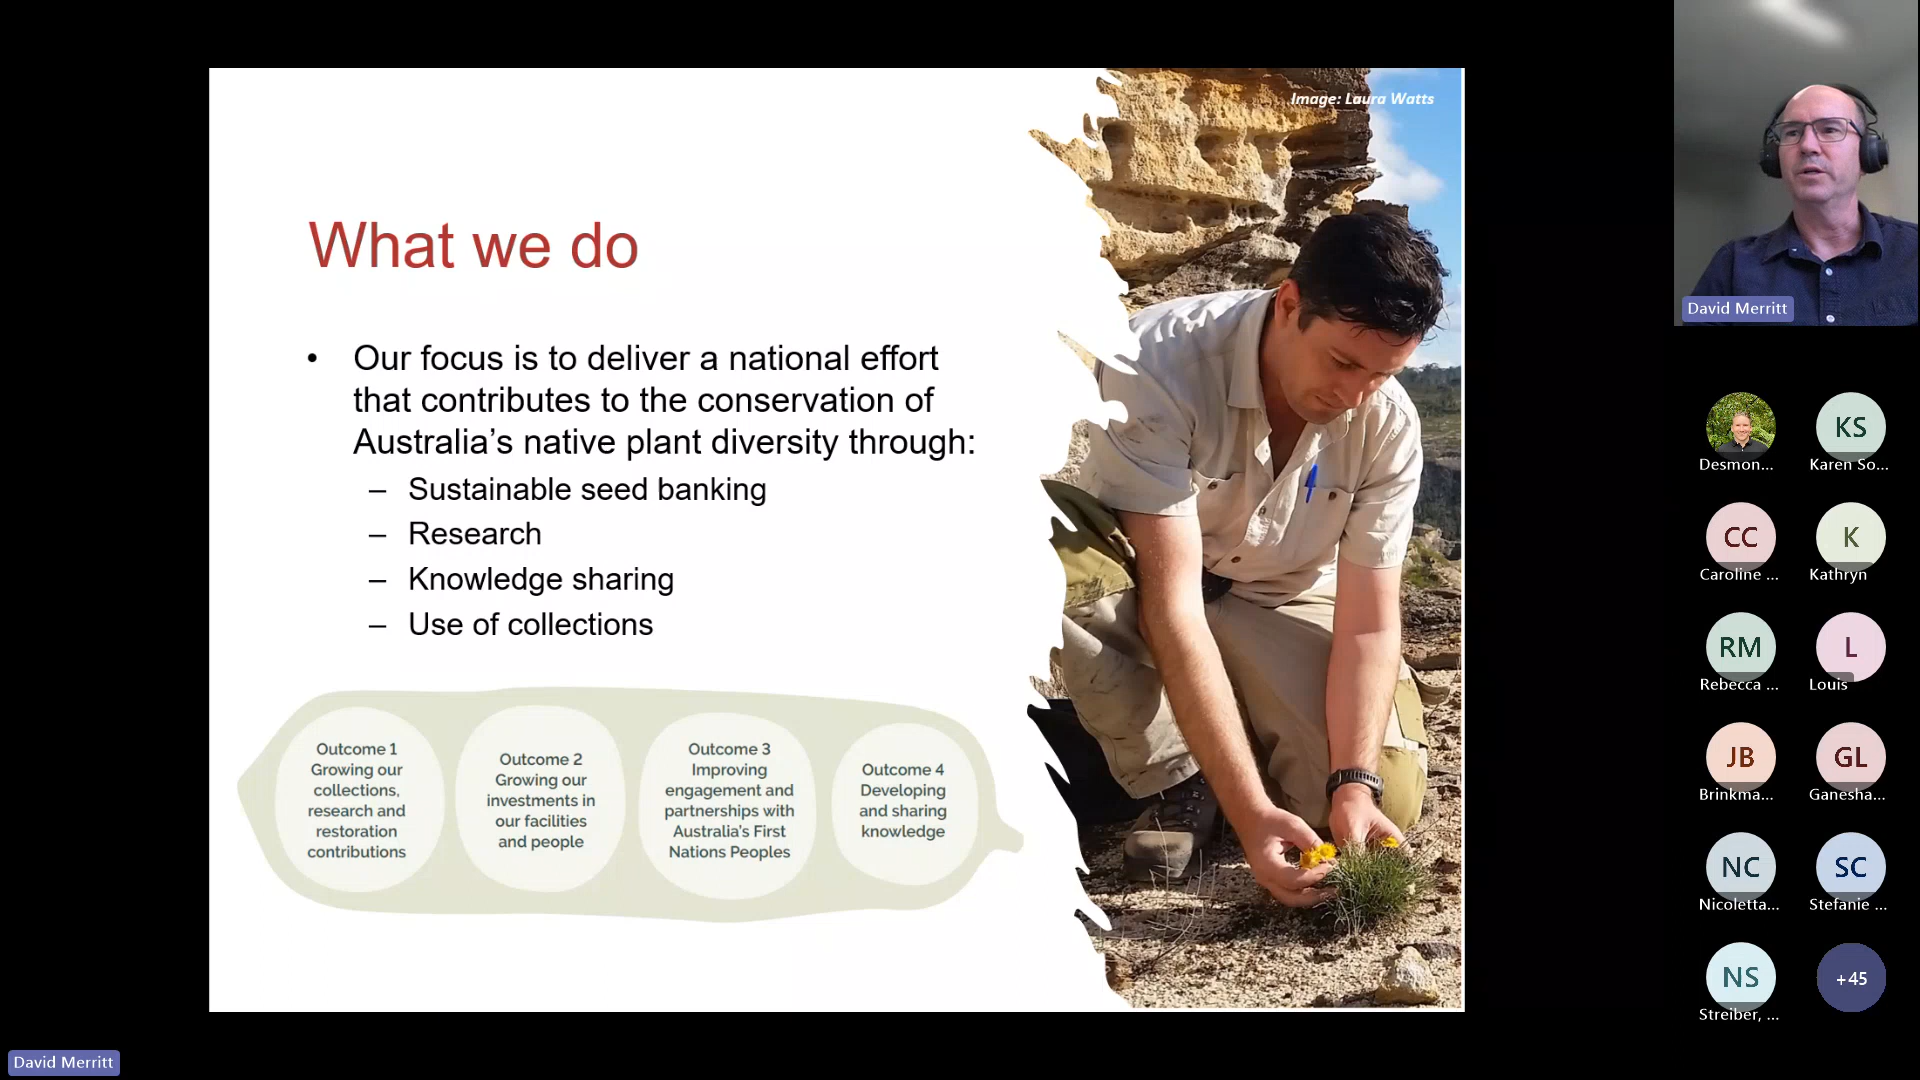 Image: Laura Watts
What we do
• Our focus is to deliver a national effort
that contributes to the conservation of
Australia’s native plant diversity through:
– Sustainable seed banking
– Research
– Knowledge sharing
– Use of collections
Outcome 1
Growing our
collections,
research and
restoration
contributions
Outcome 2
Growing our
investments in
our facilities
and people
Outcome 3
Improving
engagement and
partnerships with
Australia’s First
Nations Peoples
Outcome 4
Developing
and sharing
knowledge
David Merritt
Desmon...
KS
Karen So...
CC
Caroline ...
K
Kathryn
RM
Rebecca ...
L
Louis
JB
Brinkma...
GL
Ganesha...
NC
Nicoletta...
SC
Stefanie ...
NS
Streiber, ...
+45
David Merritt